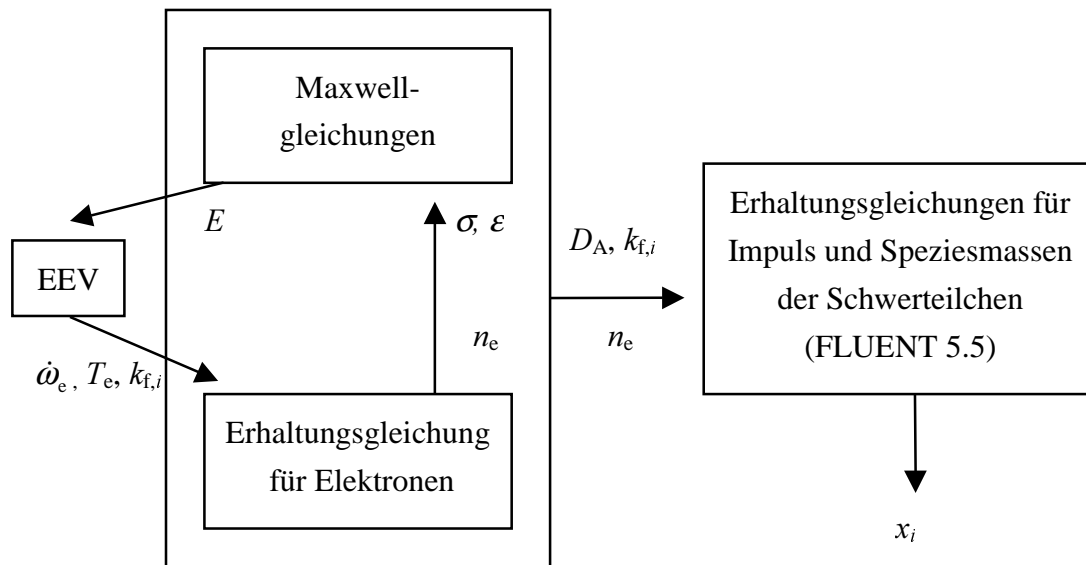 Maxwell-
gleichungen
E
σ, ε
EEV
n_e
ω̇_e , T_e, k_f,i
Erhaltungsgleichung
für Elektronen
D_A, k_f,i
n_e
Erhaltungsgleichungen für
Impuls und Speziesmassen
der Schwerteilchen
(FLUENT 5.5)
x_i